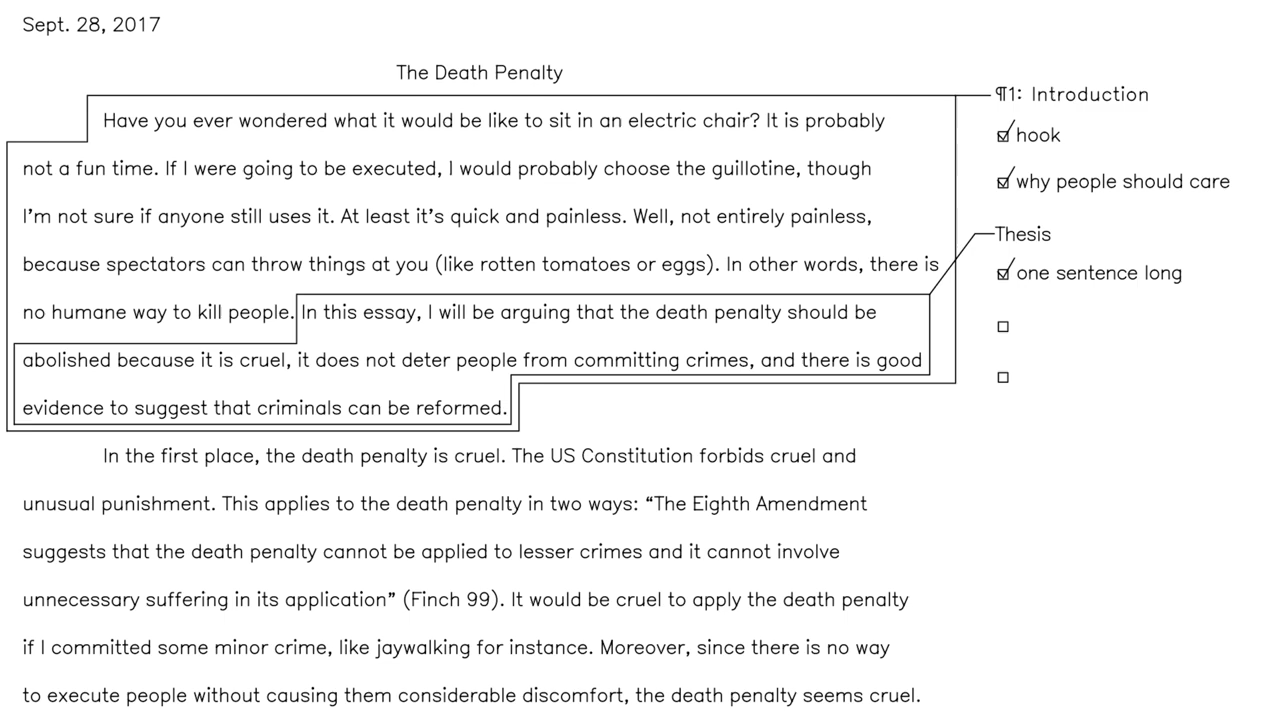 Sept. 28, 2017
The Death Penalty
Have you ever wondered what it would be like to sit in an electric chair? It is probably
not a fun time. If I were going to be executed, I would probably choose the guillotine, though
I'm not sure if anyone still uses it. At least it's quick and painless. Well, not entirely painless,
because spectators can throw things at you (like rotten tomatoes or eggs). In other words, there is
no humane way to kill people. In this essay, I will be arguing that the death penalty should be
abolished because it is cruel, it does not deter people from committing crimes, and there is good
evidence to suggest that criminals can be reformed.
In the first place, the death penalty is cruel. The US Constitution forbids cruel and
unusual punishment. This applies to the death penalty in two ways: “The Eighth Amendment
suggests that the death penalty cannot be applied to lesser crimes and it cannot involve
unnecessary suffering in its application” (Finch 99). It would be cruel to apply the death penalty
if I committed some minor crime, like jaywalking for instance. Moreover, since there is no way
to execute people without causing them considerable discomfort, the death penalty seems cruel.
¶1: Introduction
hook
why people should care
Thesis
one sentence long